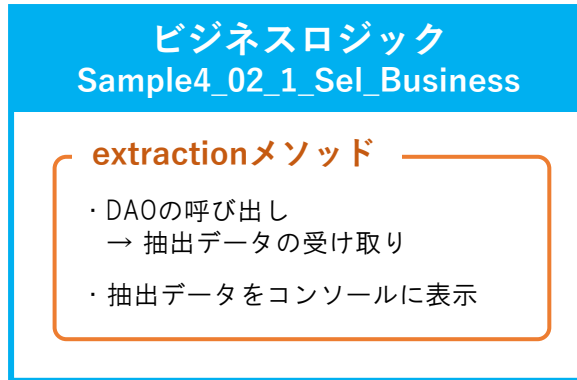 ビジネスロジック
Sample4_02_1_Sel_Business
extractionメソッド
・DAOの呼び出し
→ 抽出データの受け取り
・抽出データをコンソールに表示